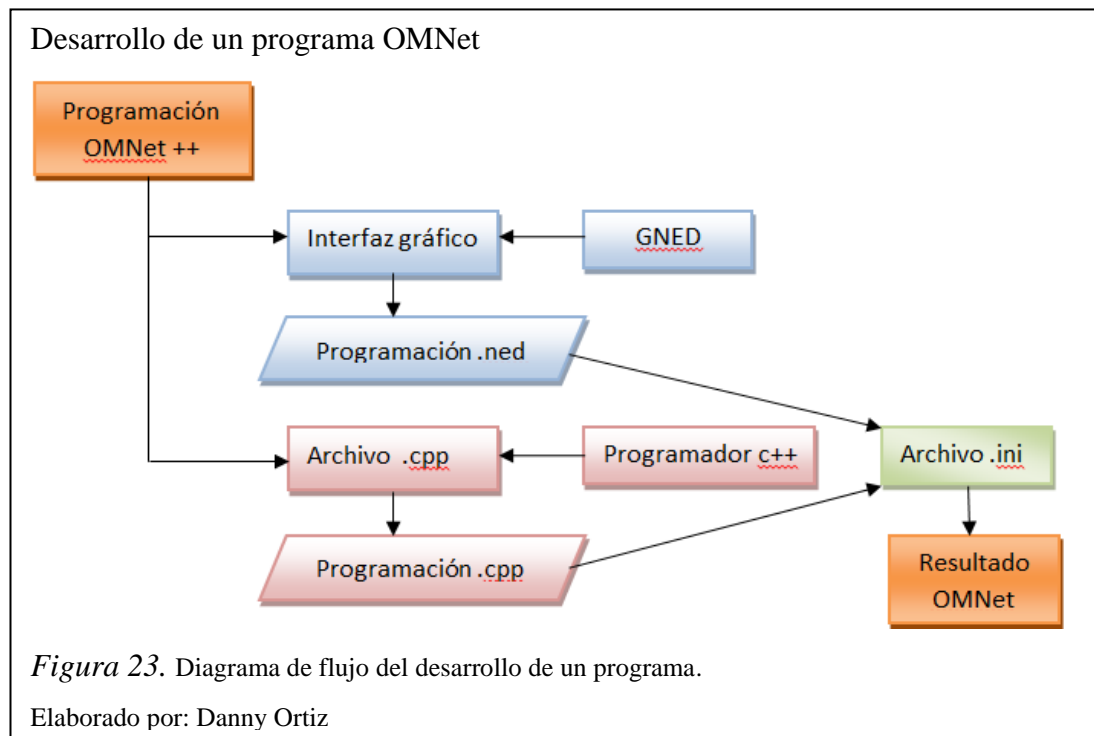 Desarrollo de un programa OMNet
Programación
OMNet ++
Interfaz gráfico
GNED
Programación .ned
Archivo .cpp
Programador c++
Archivo .ini
Programación .cpp
Resultado
OMNet
Figura 23. Diagrama de flujo del desarrollo de un programa.
Elaborado por: Danny Ortiz